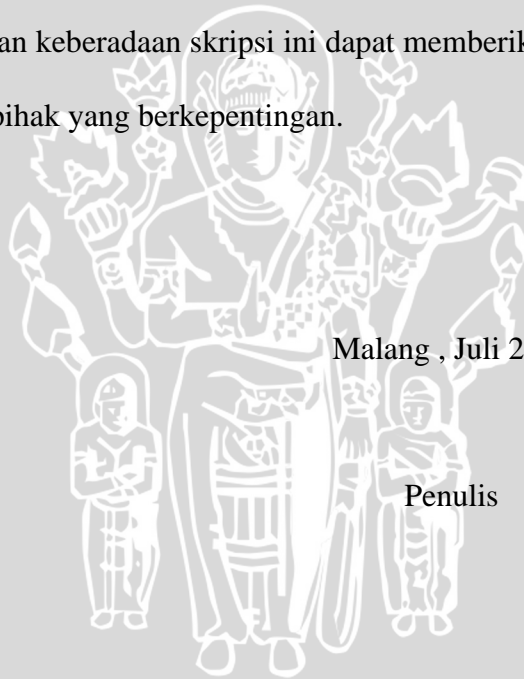 an keberadaan skripsi ini dapat memberik
pihak yang berkepentingan.
Malang , Juli 2
Penulis